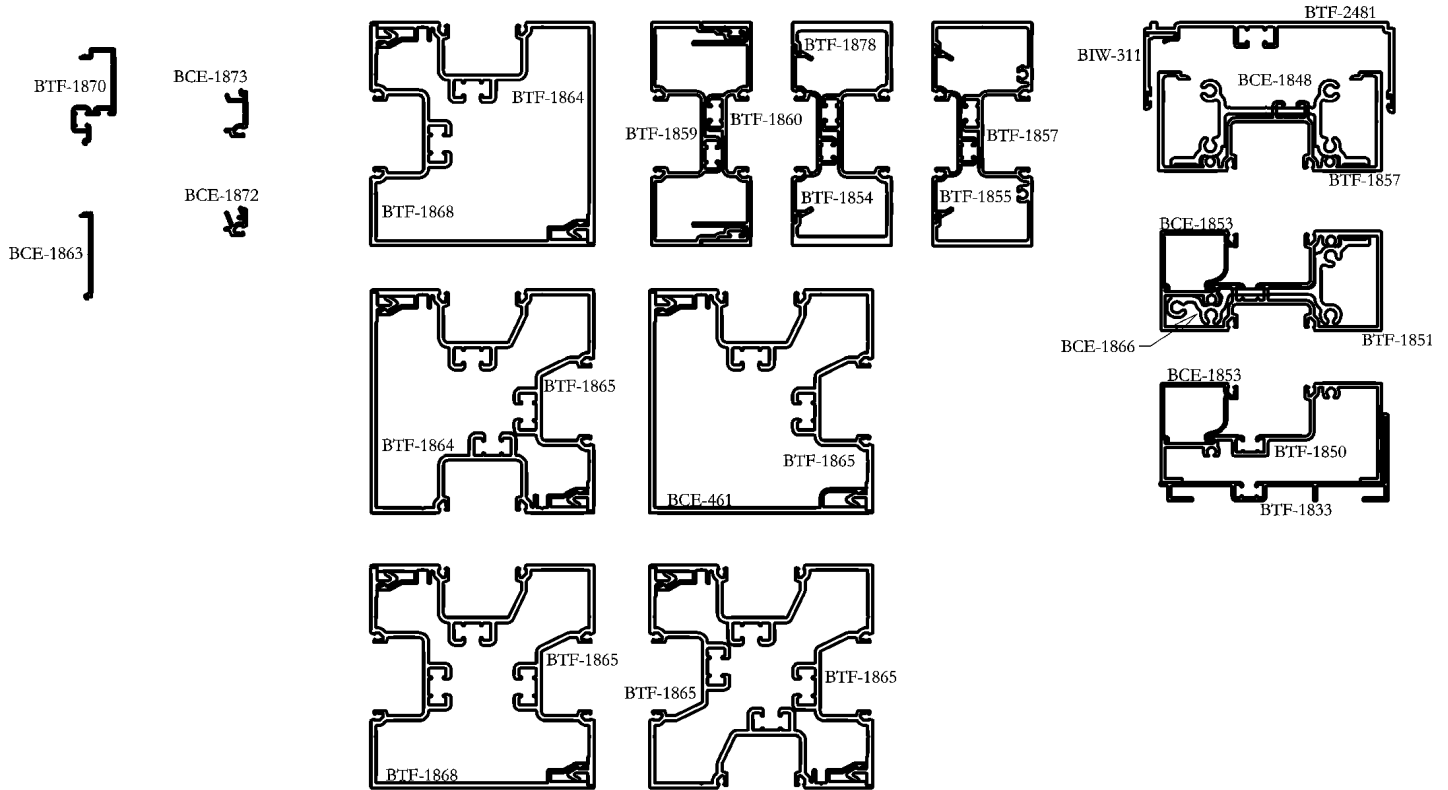 BTF-2481
BTF-1878
BIW-311
BCE-1873
BCE-1848
BTF-1870
BTF-1864
BTF-1860
BTF-1859
BTF-1857
BTF-1857
BCE-1872
BTF-1854
BTF-1855
BTF-1868
BCE-1853
BCE-1863
BTF-1851
BCE-1866
BCE-1853
BTF-1865
BTF-1864
BTF-1850
BTF-1865
BCE-461
BTF-1833
BTF-1865
BTF-1865
BTF-1865
BTF-1868